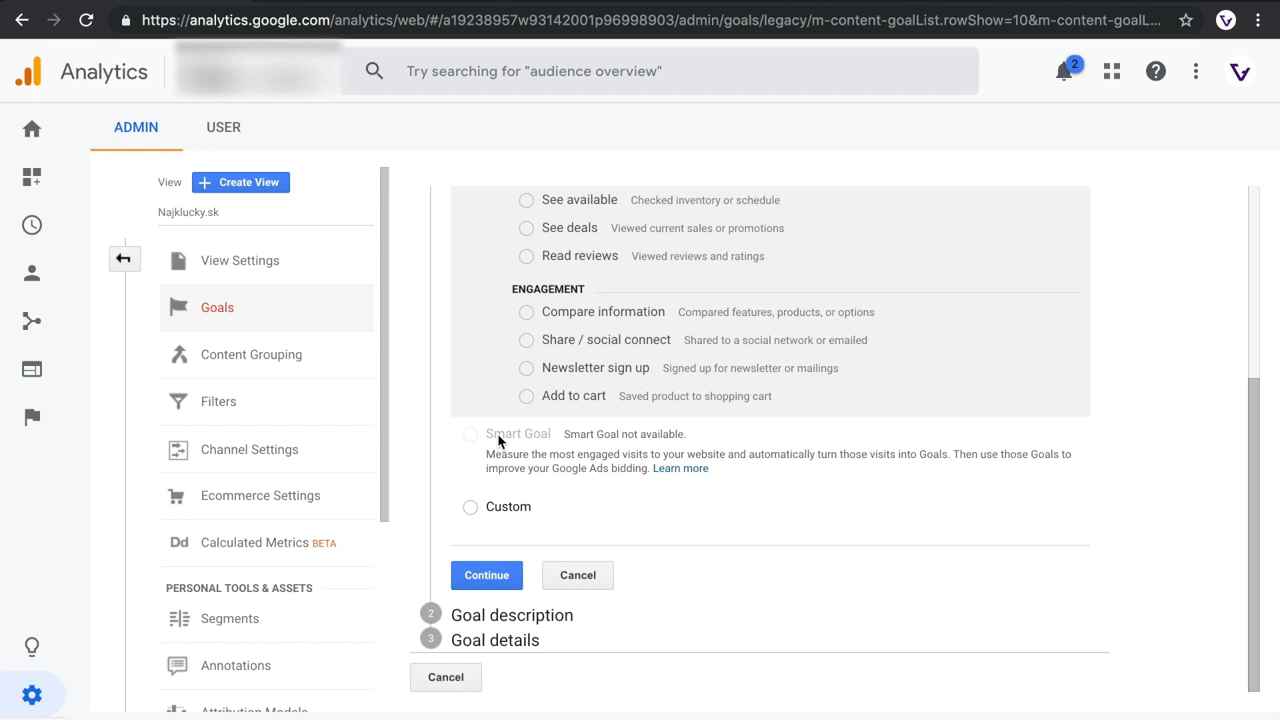 https://analytics.google.com/analytics/web/#/a19238957w93142001p96998903/admin/goals/legacy/m-content-goalList.rowShow=10&m-content-goalL...
Analytics
Try searching for "audience overview"
2
ADMIN
USER
View
Create View
Najklucky.sk
View Settings
Goals
Content Grouping
Filters
Channel Settings
Ecommerce Settings
Dd Calculated Metrics BETA
PERSONAL TOOLS & ASSETS
Segments
Annotations
Attribution Models
See available Checked inventory or schedule
See deals Viewed current sales or promotions
Read reviews Viewed reviews and ratings
ENGAGEMENT
Compare information Compared features, products, or options
Share / social connect Shared to a social network or emailed
Newsletter sign up Signed up for newsletter or mailings
Add to cart Saved product to shopping cart
Smart Goal Smart Goal not available.
Measure the most engaged visits to your website and automatically turn those visits into Goals. Then use those Goals to
improve your Google Ads bidding. Learn more
Custom
Continue
Cancel
2 Goal description
3 Goal details
Cancel